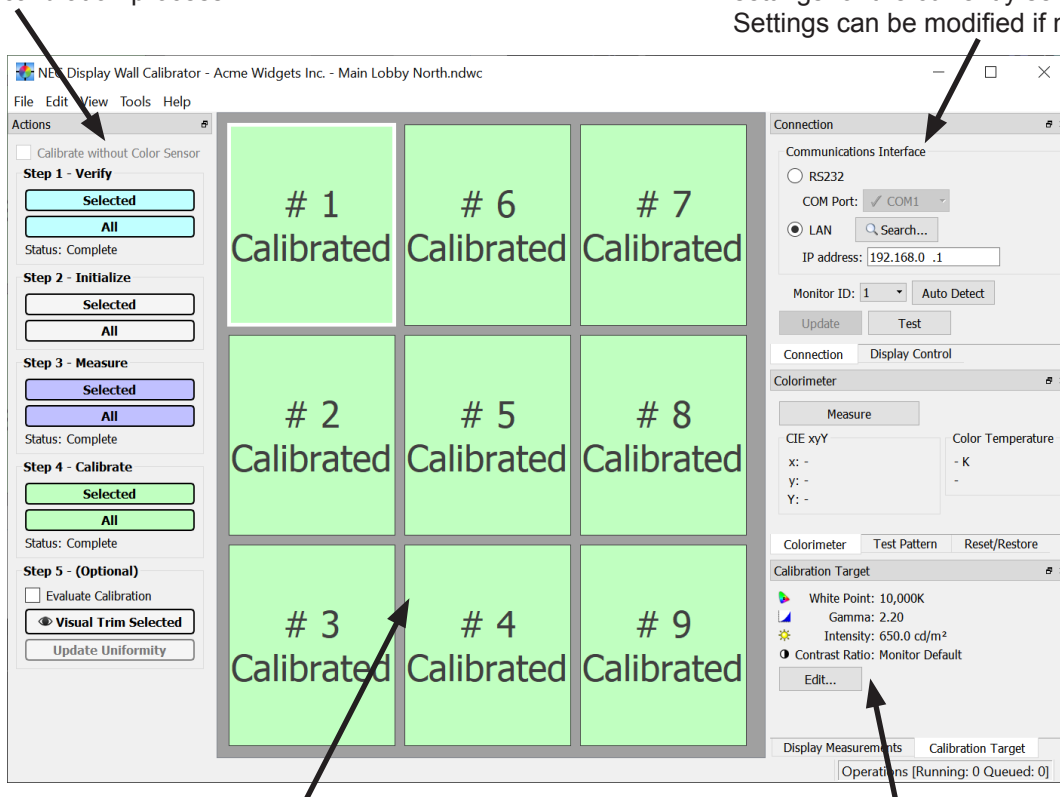 Settings can be modified if
NEC Display Wall Calibrator - Acme Widgets Inc. - Main Lobby North.ndwc
File Edit View Tools Help
Actions
Calibrate without Color Sensor
Step 1 - Verify
Selected
All
Status: Complete
Step 2 - Initialize
Selected
All
Step 3 - Measure
Selected
All
Status: Complete
Step 4 - Calibrate
Selected
All
Status: Complete
Step 5 - (Optional)
Evaluate Calibration
Visual Trim Selected
Update Uniformity
# 1
Calibrated
# 6
Calibrated
# 7
Calibrated
# 2
Calibrated
# 5
Calibrated
# 8
Calibrated
# 3
Calibrated
# 4
Calibrated
# 9
Calibrated
Connection
Communications Interface
RS232
COM Port: ✓ COM1
LAN Search...
IP address: 192.168.0 .1
Monitor ID: 1 Auto Detect
Update Test
Connection Display Control
Colorimeter
Measure
CIE xyY
x: -
y: -
Y: -
Color Temperature
- K
-
Colorimeter Test Pattern Reset/Restore
Calibration Target
White Point: 10,000K
Gamma: 2.20
Intensity: 650.0 cd/m²
Contrast Ratio: Monitor Default
Edit...
Display Measurements Calibration Target
Operations [Running: 0 Queued: 0]